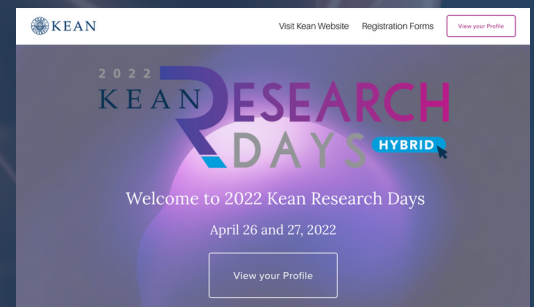 KEAN
Visit Kean Website Registration Forms View your Profile
2022
KEAN RESEARCH
DAYS HYBRID
Welcome to 2022 Kean Research Days
April 26 and 27, 2022
View your Profile